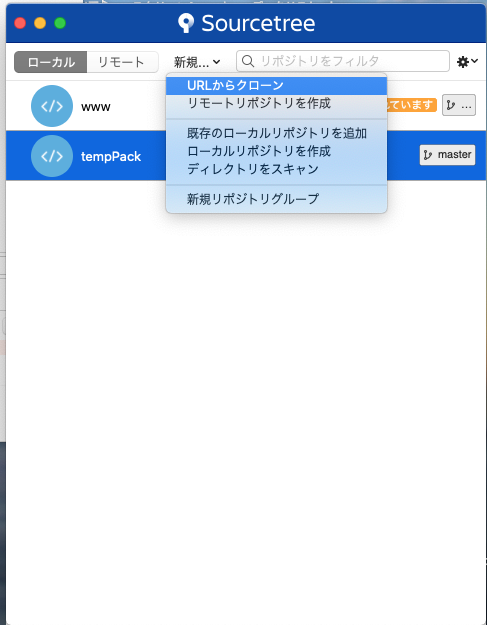 Sourcetree
ローカル リモート 新規... リポジトリをフィルタ
URLからクローン
リモートリポジトリを作成
www ています ...
既存のローカルリポジトリを追加
ローカルリポジトリを作成
tempPack master
ディレクトリをスキャン
新規リポジトリグループ